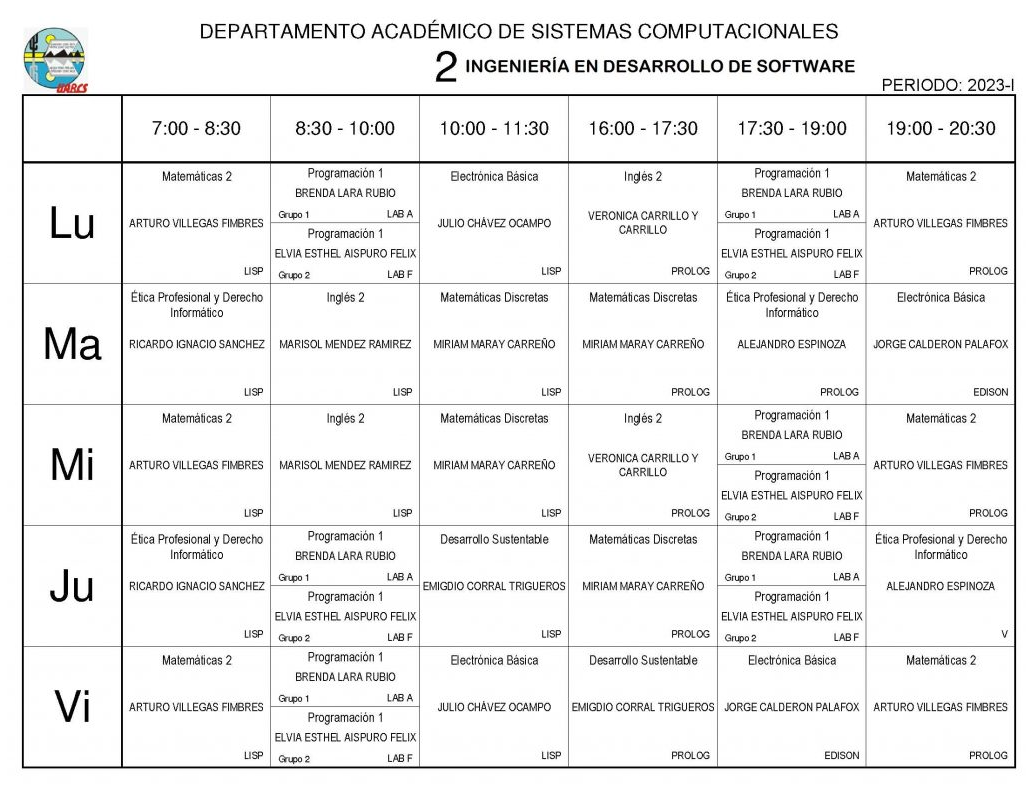 DEPARTAMENTO ACADÉMICO DE SISTEMAS COMPUTACIONALES
2 INGENIERÍA EN DESARROLLO DE SOFTWARE
UABCS
PERIODO: 2023-I
7:00 - 8:30
8:30 - 10:00
10:00 - 11:30
16:00 - 17:30
17:30 - 19:00
19:00 - 20:30
Lu
Matemáticas 2
ARTURO VILLEGAS FIMBRES
LISP
Programación 1
BRENDA LARA RUBIO
Grupo 1 LAB A
Programación 1
ELVIA ESTHEL AISPURO FELIX
Grupo 2 LAB F
Electrónica Básica
JULIO CHÁVEZ OCAMPO
LISP
Inglés 2
VERONICA CARRILLO Y
CARRILLO
PROLOG
Programación 1
BRENDA LARA RUBIO
Grupo 1 LAB A
Programación 1
ELVIA ESTHEL AISPURO FELIX
Grupo 2 LAB F
Matemáticas 2
ARTURO VILLEGAS FIMBRES
PROLOG
Ma
Ética Profesional y Derecho
Informático
RICARDO IGNACIO SANCHEZ
LISP
Inglés 2
MARISOL MENDEZ RAMIREZ
LISP
Matemáticas Discretas
MIRIAM MARAY CARREÑO
LISP
Matemáticas Discretas
MIRIAM MARAY CARREÑO
PROLOG
Ética Profesional y Derecho
Informático
ALEJANDRO ESPINOZA
PROLOG
Electrónica Básica
JORGE CALDERON PALAFOX
EDISON
Mi
Matemáticas 2
ARTURO VILLEGAS FIMBRES
LISP
Inglés 2
MARISOL MENDEZ RAMIREZ
LISP
Matemáticas Discretas
MIRIAM MARAY CARREÑO
LISP
Inglés 2
VERONICA CARRILLO Y
CARRILLO
PROLOG
Programación 1
BRENDA LARA RUBIO
Grupo 1 LAB A
Programación 1
ELVIA ESTHEL AISPURO FELIX
Grupo 2 LAB F
Matemáticas 2
ARTURO VILLEGAS FIMBRES
PROLOG
Ju
Ética Profesional y Derecho
Informático
RICARDO IGNACIO SANCHEZ
LISP
Programación 1
BRENDA LARA RUBIO
Grupo 1 LAB A
Programación 1
ELVIA ESTHEL AISPURO FELIX
Grupo 2 LAB F
Desarrollo Sustentable
EMIGDIO CORRAL TRIGUEROS
LISP
Matemáticas Discretas
MIRIAM MARAY CARREÑO
PROLOG
Programación 1
BRENDA LARA RUBIO
Grupo 1 LAB A
Programación 1
ELVIA ESTHEL AISPURO FELIX
Grupo 2 LAB F
Ética Profesional y Derecho
Informático
ALEJANDRO ESPINOZA
V
Vi
Matemáticas 2
ARTURO VILLEGAS FIMBRES
LISP
Programación 1
BRENDA LARA RUBIO
Grupo 1 LAB A
Programación 1
ELVIA ESTHEL AISPURO FELIX
Grupo 2 LAB F
Electrónica Básica
JULIO CHÁVEZ OCAMPO
LISP
Desarrollo Sustentable
EMIGDIO CORRAL TRIGUEROS
PROLOG
Electrónica Básica
JORGE CALDERON PALAFOX
EDISON
Matemáticas 2
ARTURO VILLEGAS FIMBRES
PROLOG